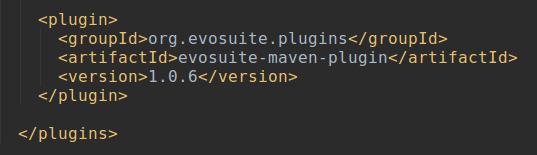 <plugin>
<groupId>org.evosuite.plugins</groupId>
<artifactId>evosuite-maven-plugin</artifactId>
<version>1.0.6</version>
</plugin>
</plugins>